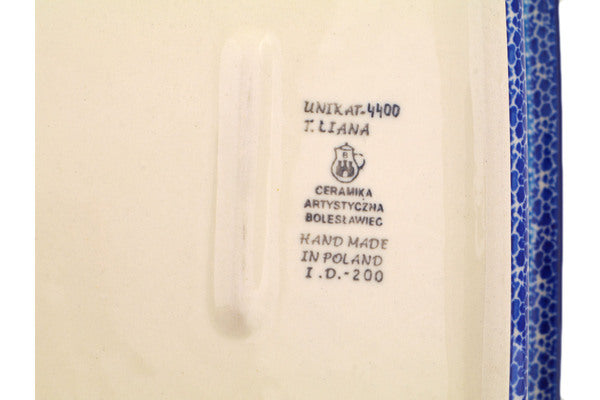 UNIKAT-4400
T. LIANA
B
CERAMIKA
ARTYSTYCZNA
BOLESŁAWIEC
HAND MADE
IN POLAND
I.D.-200